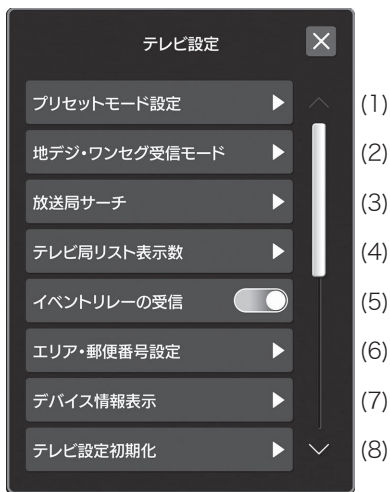 テレビ設定
プリセットモード設定 (1)
地デジ・ワンセグ受信モード (2)
放送局サーチ (3)
テレビ局リスト表示数 (4)
イベントリレーの受信 (5)
エリア・郵便番号設定 (6)
デバイス情報表示 (7)
テレビ設定初期化 (8)